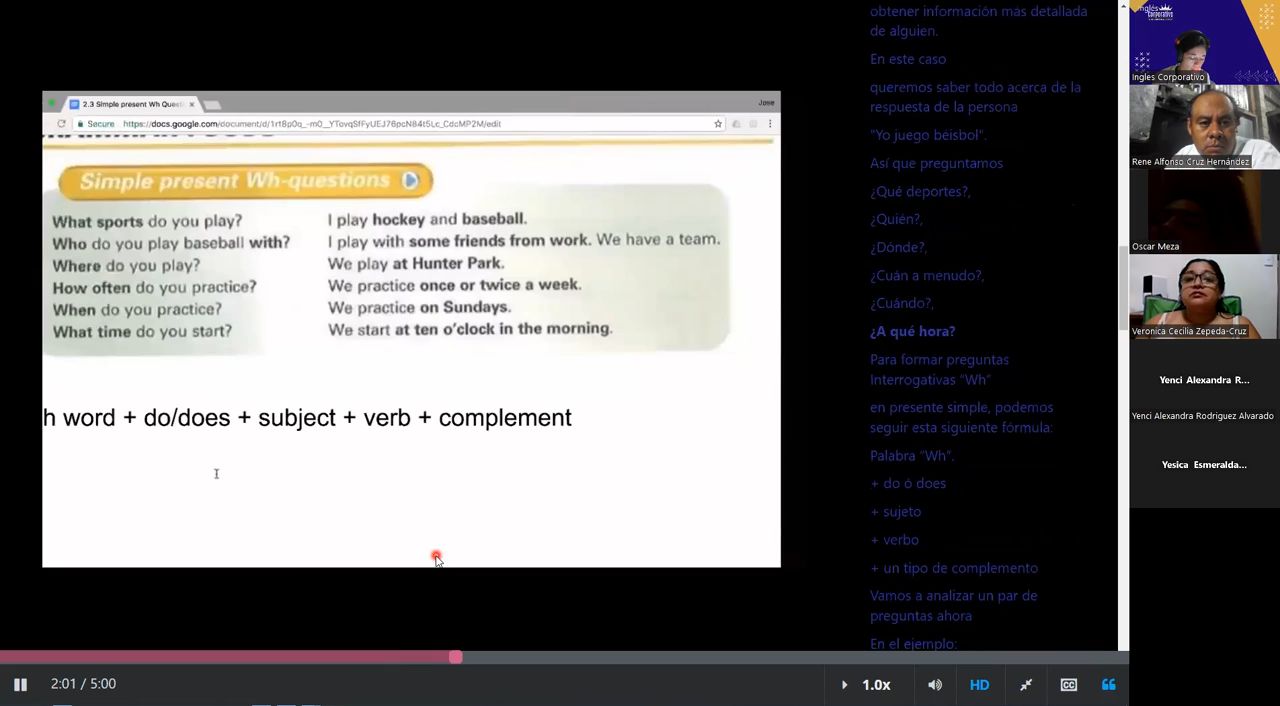 2.3 Simple present Wh Ques
Jose
Secure
https://docs.google.com/document/d/1rt8p0q_-m0__YTovqSfFyUEJ76pcN84t5Lc_CdcMP2M/edit
Simple present Wh-questions
What sports do you play?
I play hockey and baseball.
Who do you play baseball with?
I play with some friends from work. We have a team.
Where do you play?
We play at Hunter Park.
How often do you practice?
We practice once or twice a week.
When do you practice?
We practice on Sundays.
What time do you start?
We start at ten o'clock in the morning.
h word + do/does + subject + verb + complement
obtener información más detallada
de alguien.
En este caso
queremos saber todo acerca de la
respuesta de la persona
"Yo juego béisbol".
Así que preguntamos
¿Qué deportes?,
¿Quién?,
¿Dónde?,
¿Cuán a menudo?,
¿Cuándo?,
¿A qué hora?
Para formar preguntas
Interrogativas “Wh”
en presente simple, podemos
seguir esta siguiente fórmula:
Palabra “Wh”.
+ do ó does
+ sujeto
+ verbo
+ un tipo de complemento
Vamos a analizar un par de
preguntas ahora
En el ejemplo:
2:01 / 5:00
1.0x
HD
CC
Inglés
Corporativo
Ingles Corporativo
Rene Alfonso Cruz Hernández
Oscar Meza
Veronica Cecilia Zepeda-Cruz
Yenci Alexandra R...
Yenci Alexandra Rodriguez Alvarado
Yesica Esmeralda...